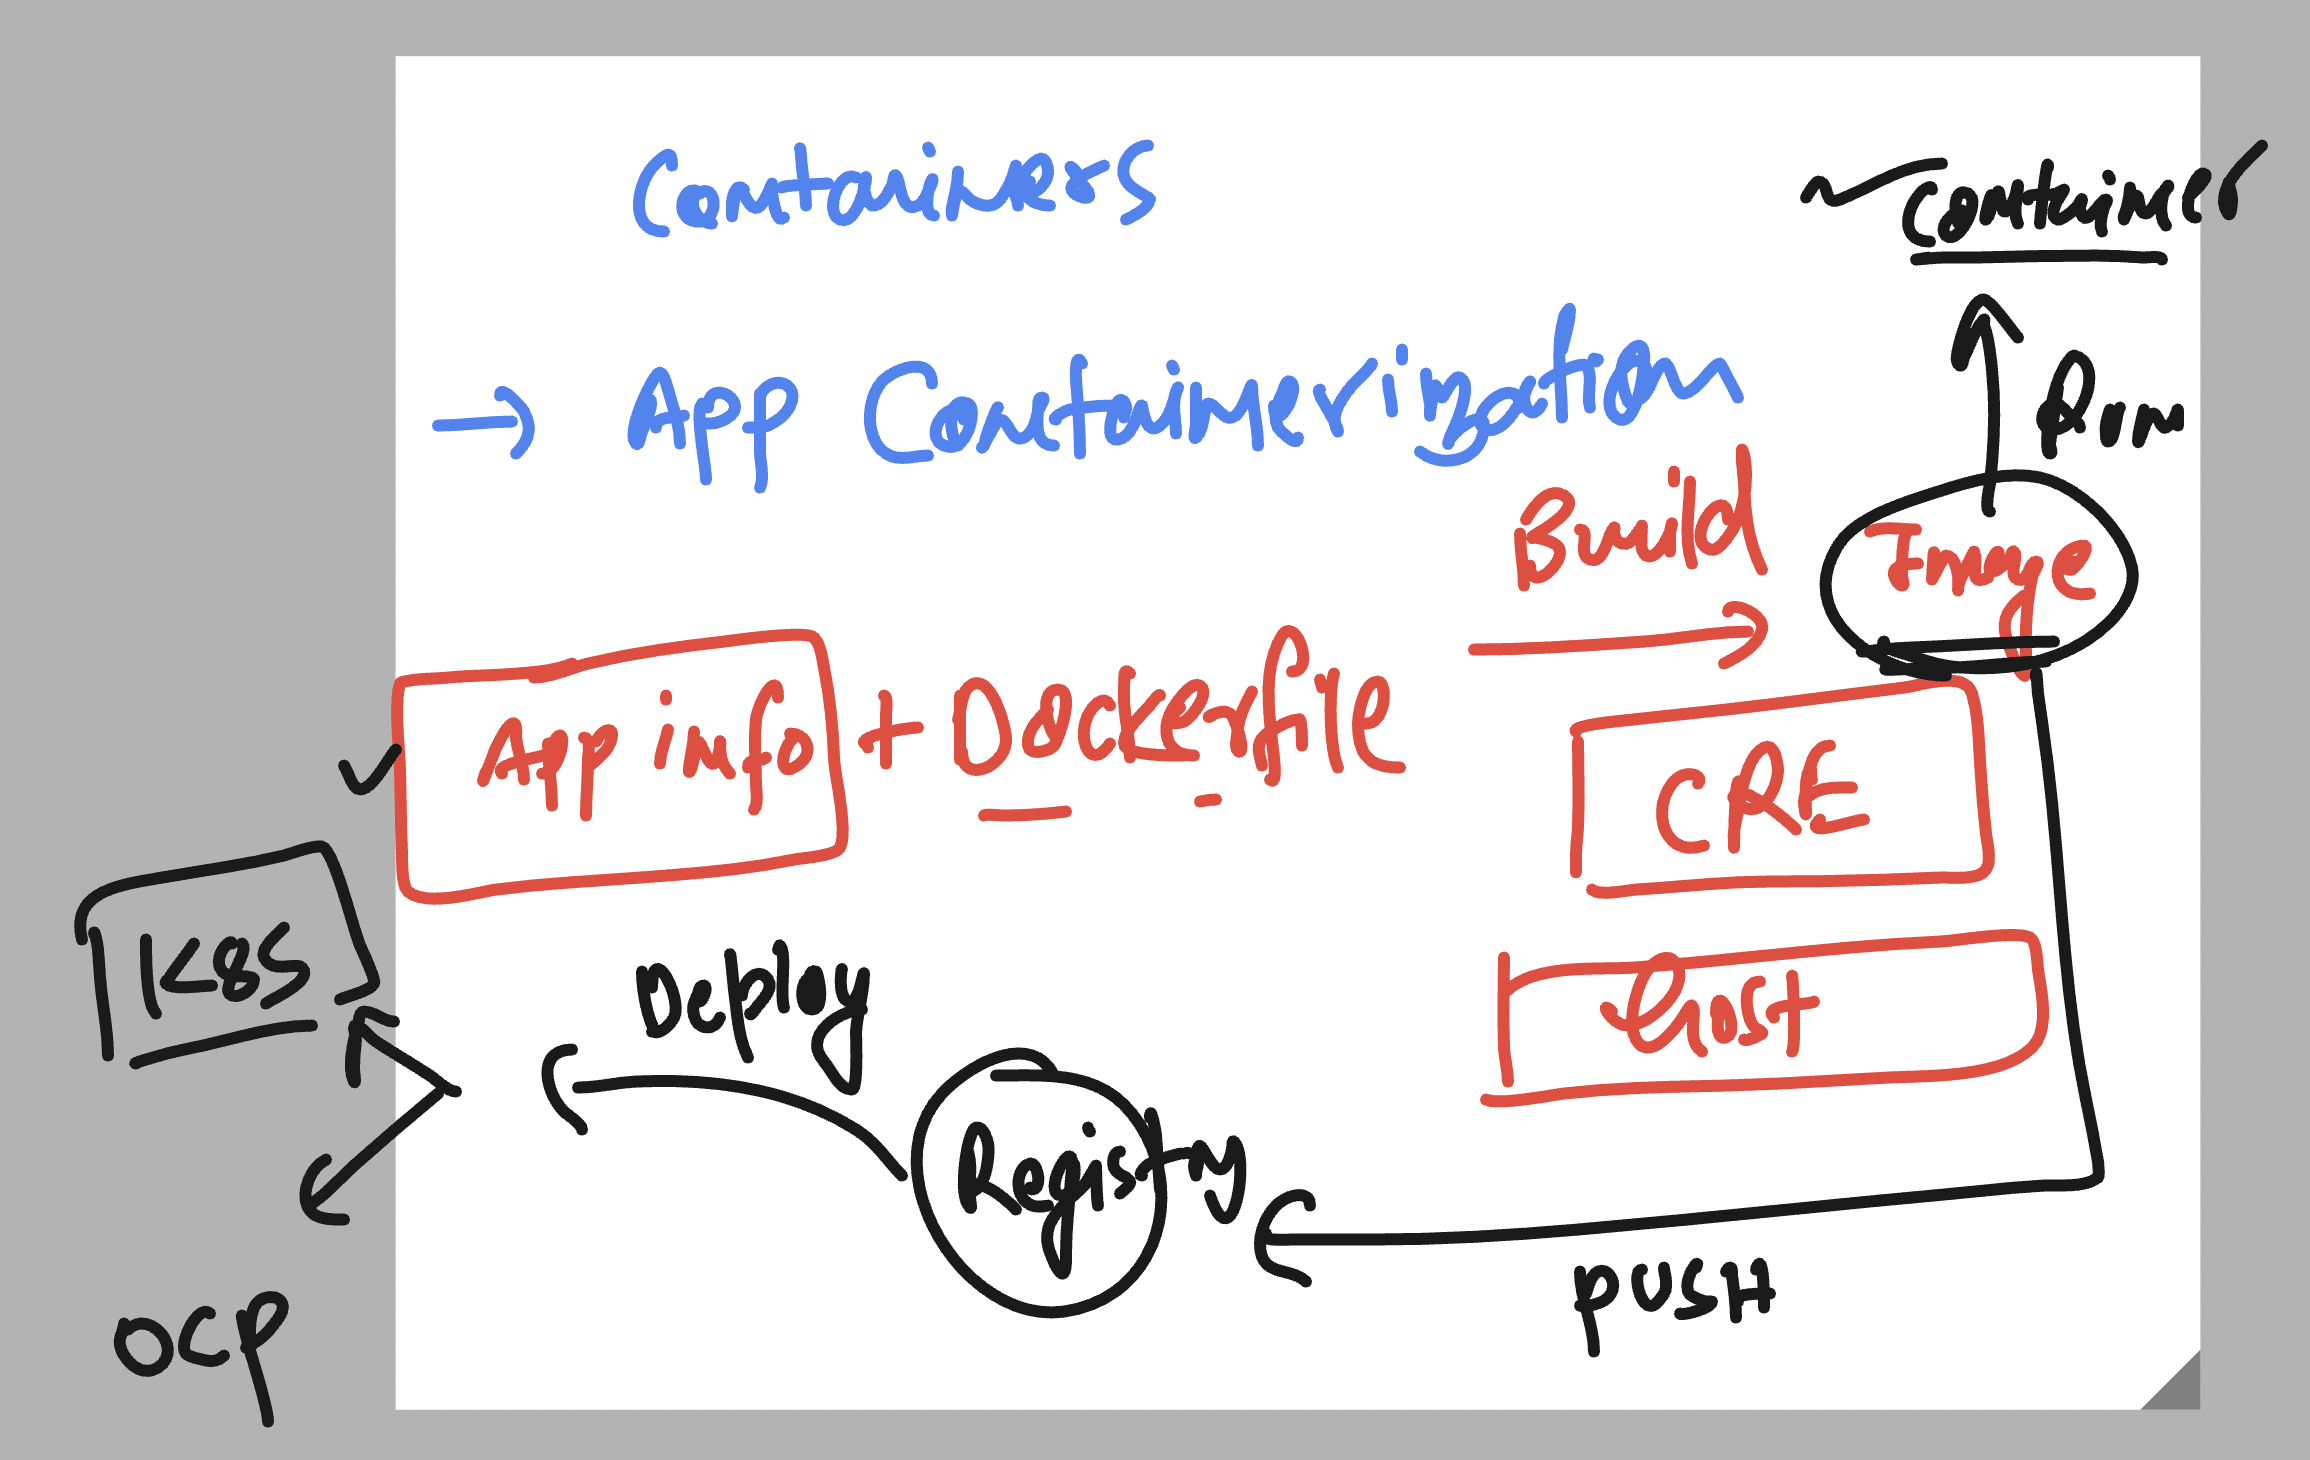 Containers
Container
→ App Containerization
Run
Build
Image
App info + Dockerfile
CRE
K8S
Deploy
Host
Registry
PUSH
OCP